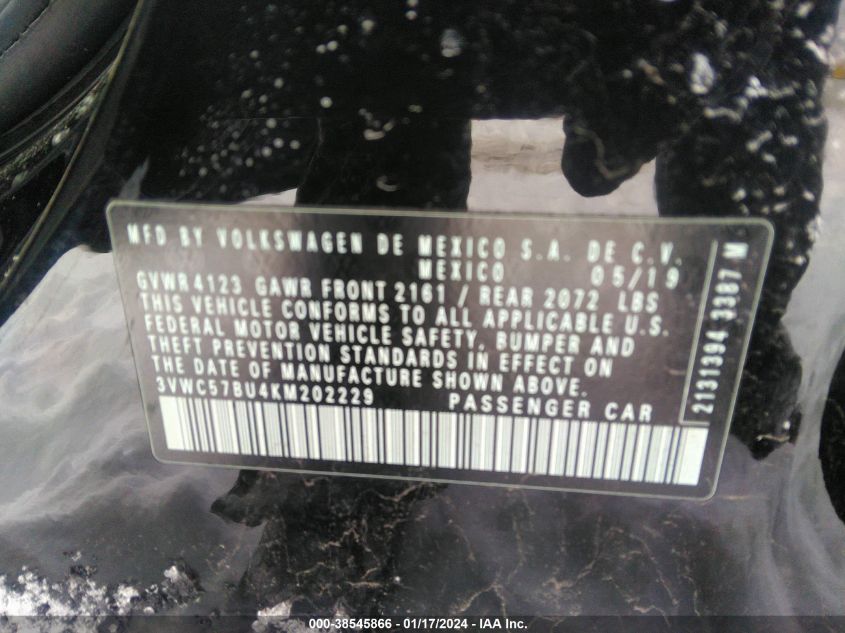 MFD BY VOLKSWAGEN DE MEXICO S.A. DE C.V.
MEXICO 05/19
GVWR 4123 GAWR FRONT 2161 / REAR 2072 LBS
THIS VEHICLE CONFORMS TO ALL APPLICABLE U.S.
FEDERAL MOTOR VEHICLE SAFETY, BUMPER AND
THEFT PREVENTION STANDARDS IN EFFECT ON
THE DATE OF MANUFACTURE SHOWN ABOVE.
3VWC57BU4KM202229 PASSENGER CAR
2131394 3387 M
000-38545866 - 01/17/2024 - IAA Inc.